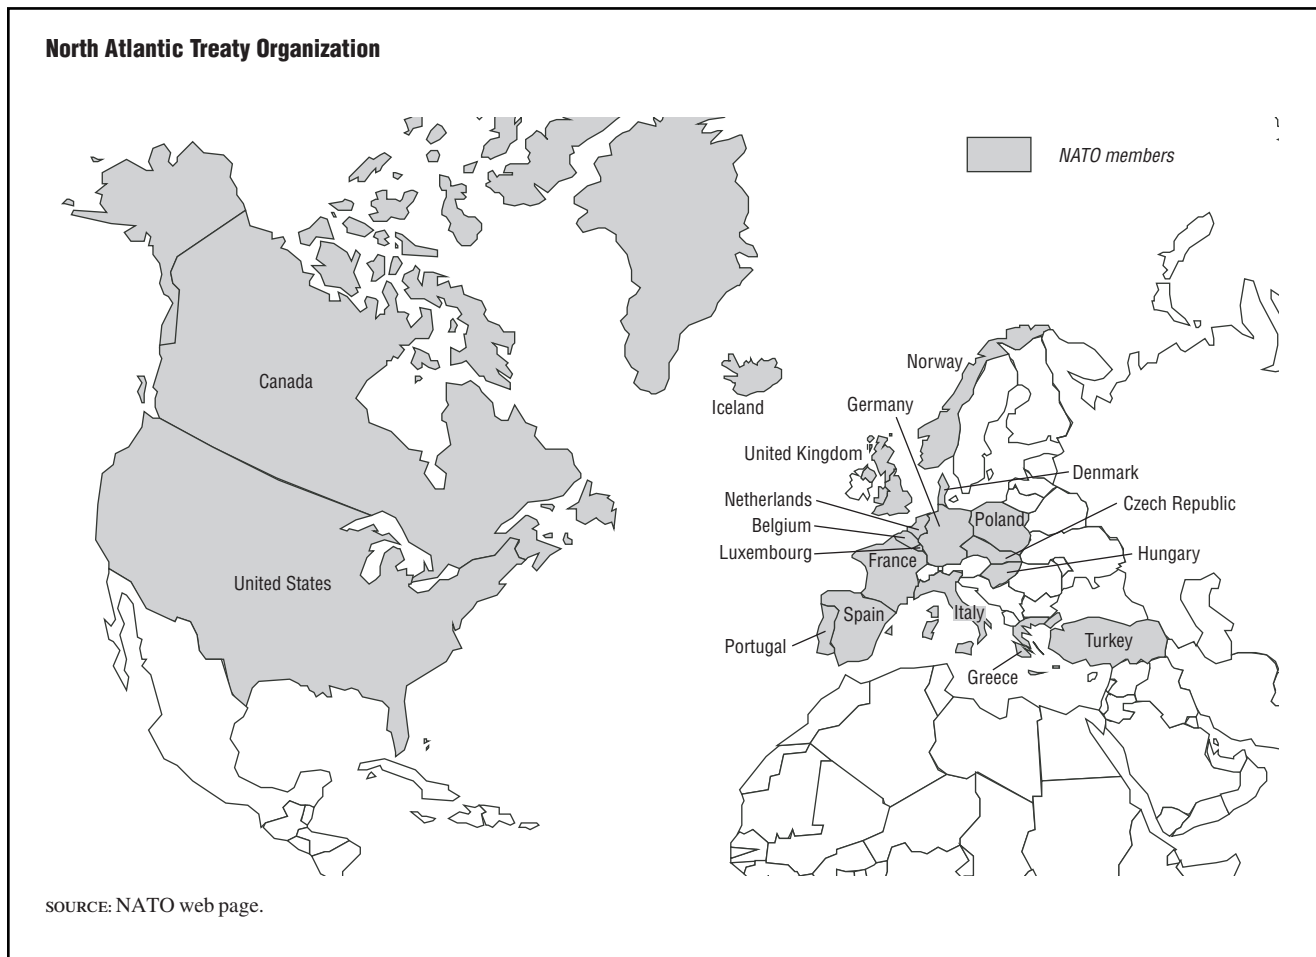 North Atlantic Treaty Organization
NATO members
Norway
Canada
Iceland
Germany
United Kingdom
Denmark
Netherlands
Czech Republic
Poland
Belgium
Luxembourg
France
Hungary
United States
Spain
Italy
Portugal
Turkey
Greece
SOURCE: NATO web page.